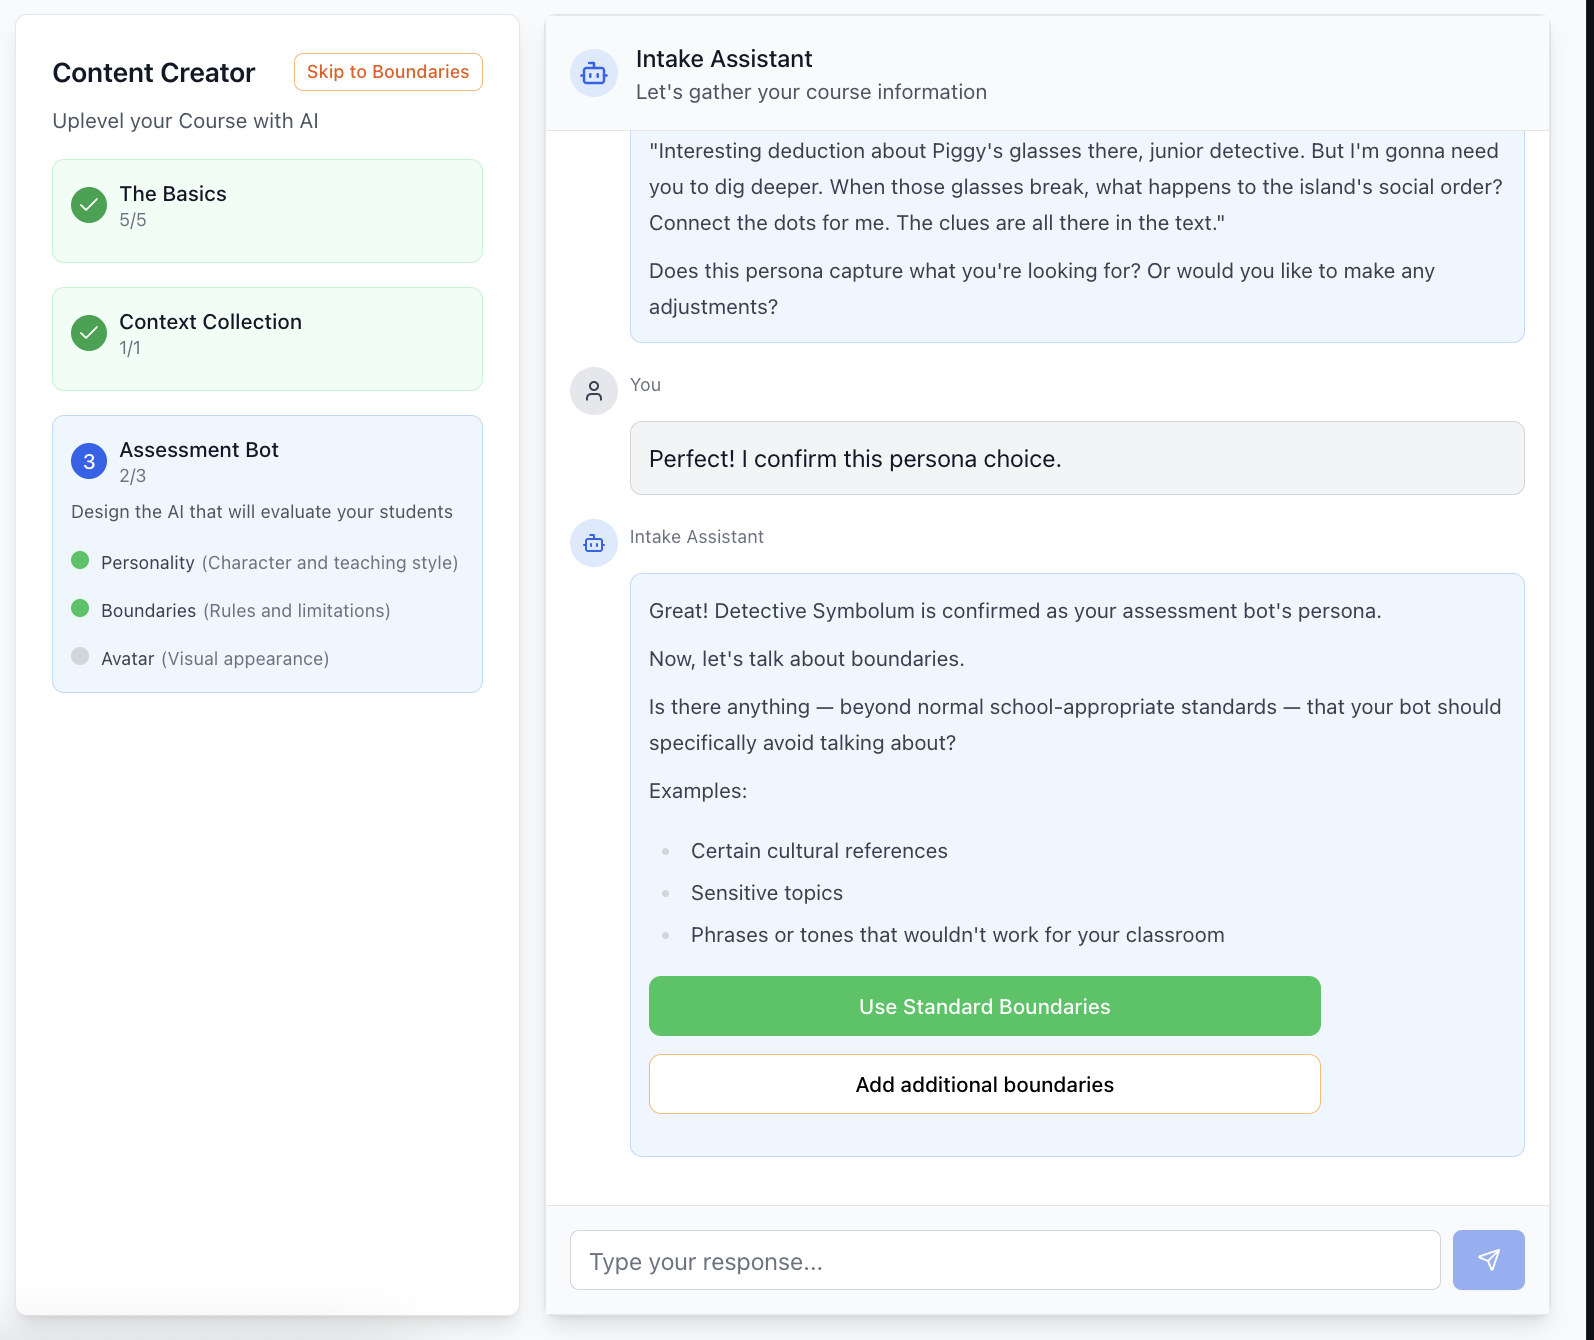 Content Creator
Skip to Boundaries
Uplevel your Course with AI
The Basics
5/5
Context Collection
1/1
3
Assessment Bot
2/3
Design the AI that will evaluate your students
Personality (Character and teaching style)
Boundaries (Rules and limitations)
Avatar (Visual appearance)
Intake Assistant
Let's gather your course information
"Interesting deduction about Piggy's glasses there, junior detective. But I'm gonna need
you to dig deeper. When those glasses break, what happens to the island's social order?
Connect the dots for me. The clues are all there in the text."
Does this persona capture what you're looking for? Or would you like to make any
adjustments?
You
Perfect! I confirm this persona choice.
Intake Assistant
Great! Detective Symbolum is confirmed as your assessment bot's persona.
Now, let's talk about boundaries.
Is there anything — beyond normal school-appropriate standards — that your bot should
specifically avoid talking about?
Examples:
Certain cultural references
Sensitive topics
Phrases or tones that wouldn't work for your classroom
Use Standard Boundaries
Add additional boundaries
Type your response...